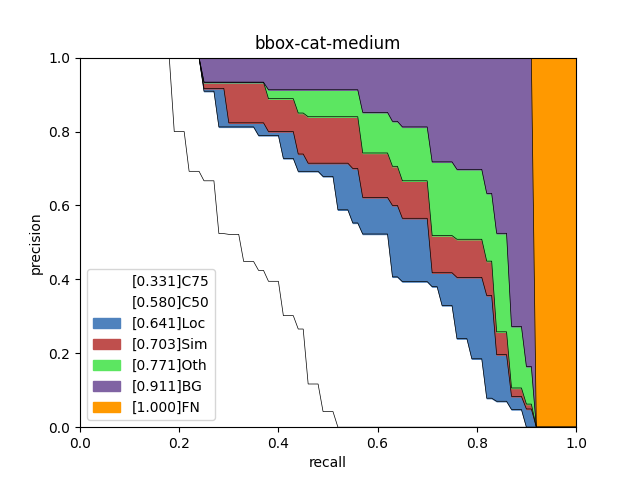 bbox-cat-medium
1.0
0.8
0.6
0.4
0.2
0.0
precision
[0.331]C75
[0.580]C50
[0.641]Loc
[0.703]Sim
[0.771]Oth
[0.911]BG
[1.000]FN
0.0 0.2 0.4 0.6 0.8 1.0
recall